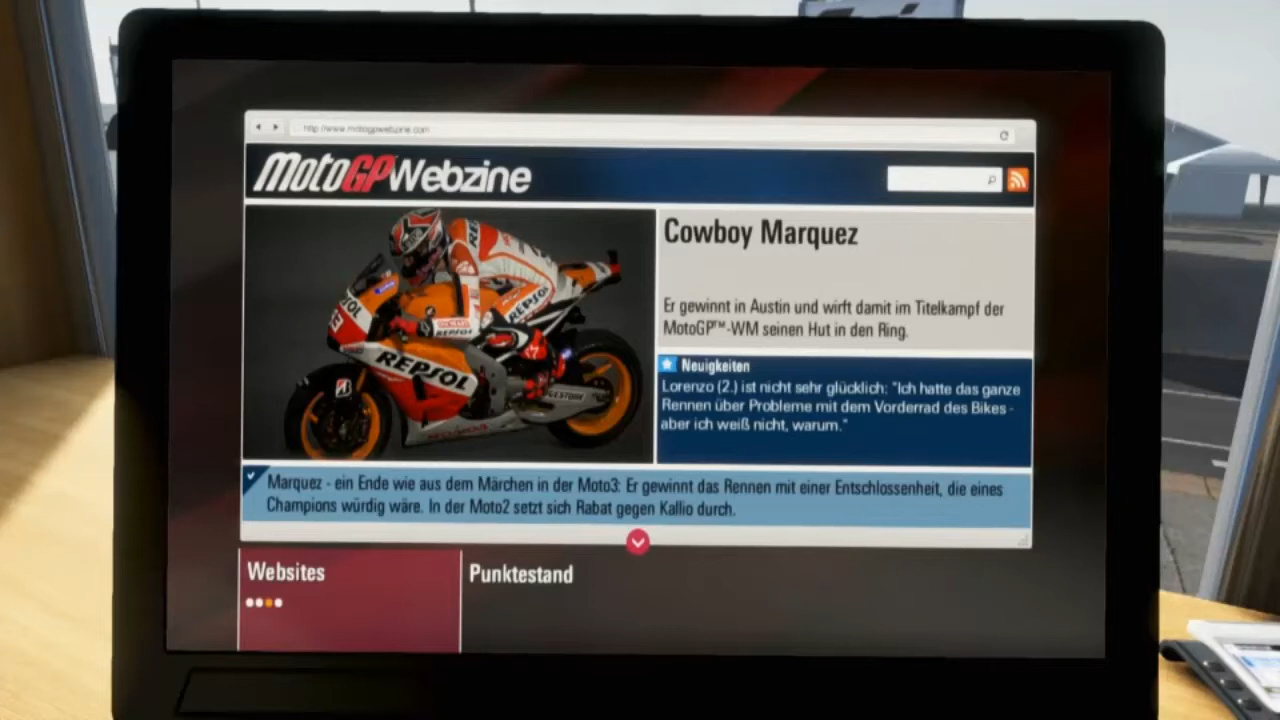 http://www.motogpwebzine.com
MotoGP Webzine
Cowboy Marquez
Er gewinnt in Austin und wirft damit im Titelkampf der
MotoGP™-WM seinen Hut in den Ring.
Neuigkeiten
Lorenzo (2.) ist nicht sehr glücklich: "Ich hatte das ganze
Rennen über Probleme mit dem Vorderrad des Bikes -
aber ich weiß nicht, warum."
REPSOL
REPSOL
REPSOL
Marquez - ein Ende wie aus dem Märchen in der Moto3: Er gewinnt das Rennen mit einer Entschlossenheit, die eines
Champions würdig wäre. In der Moto2 setzt sich Rabat gegen Kallio durch.
Websites
Punktestand